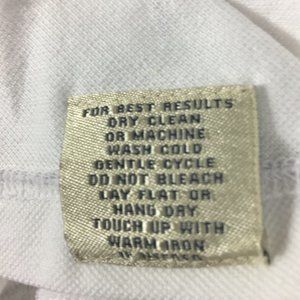 FOR BEST RESULTS
DRY CLEAN
OR MACHINE
WASH COLD
GENTLE CYCLE
DO NOT BLEACH
LAY FLAT OR
HANG DRY
TOUCH UP WITH
WARM IRON